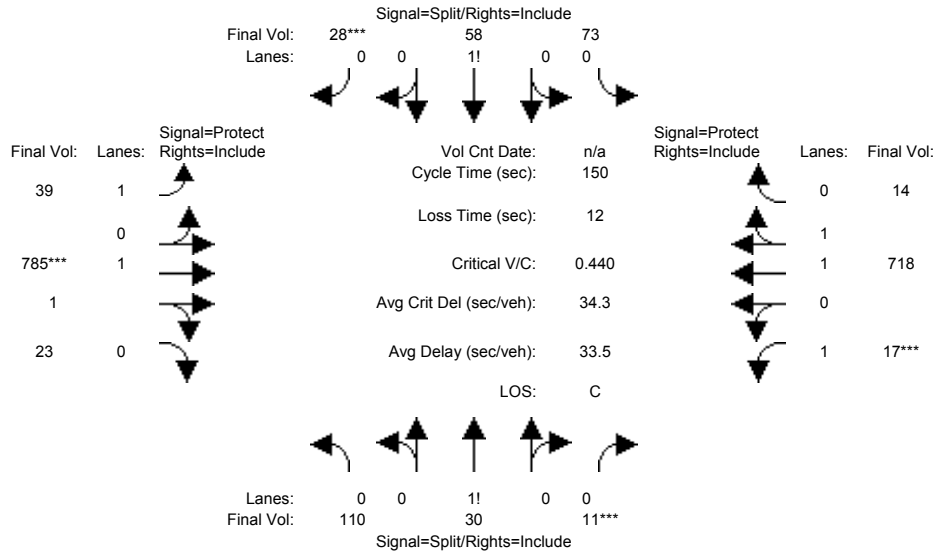 Signal=Split/Rights=Include
Final Vol: 28*** 58 73
Lanes: 0 0 1! 0 0
Signal=Protect Signal=Protect
Final Vol: Lanes: Rights=Include Vol Cnt Date: n/a Rights=Include Lanes: Final Vol:
Cycle Time (sec): 150
39 1 0 14
Loss Time (sec): 12
0 1
785*** 1 Critical V/C: 0.440 1 718
1 Avg Crit Del (sec/veh): 34.3 0
23 0 Avg Delay (sec/veh): 33.5 1 17***
LOS: C
Lanes: 0 0 1! 0 0
Final Vol: 110 30 11***
Signal=Split/Rights=Include